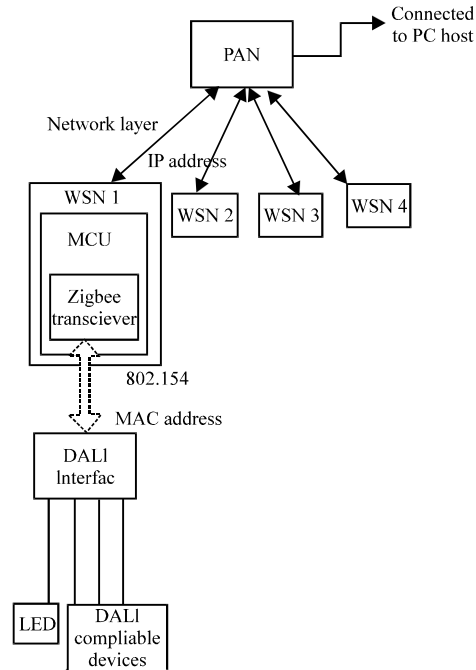 Connected
to PC host
PAN
Network layer
IP address
WSN 1
WSN 2
WSN 3
WSN 4
MCU
Zigbee
transciever
802.154
MAC address
DALl
lnterfac
LED
DALl
compliable
devices